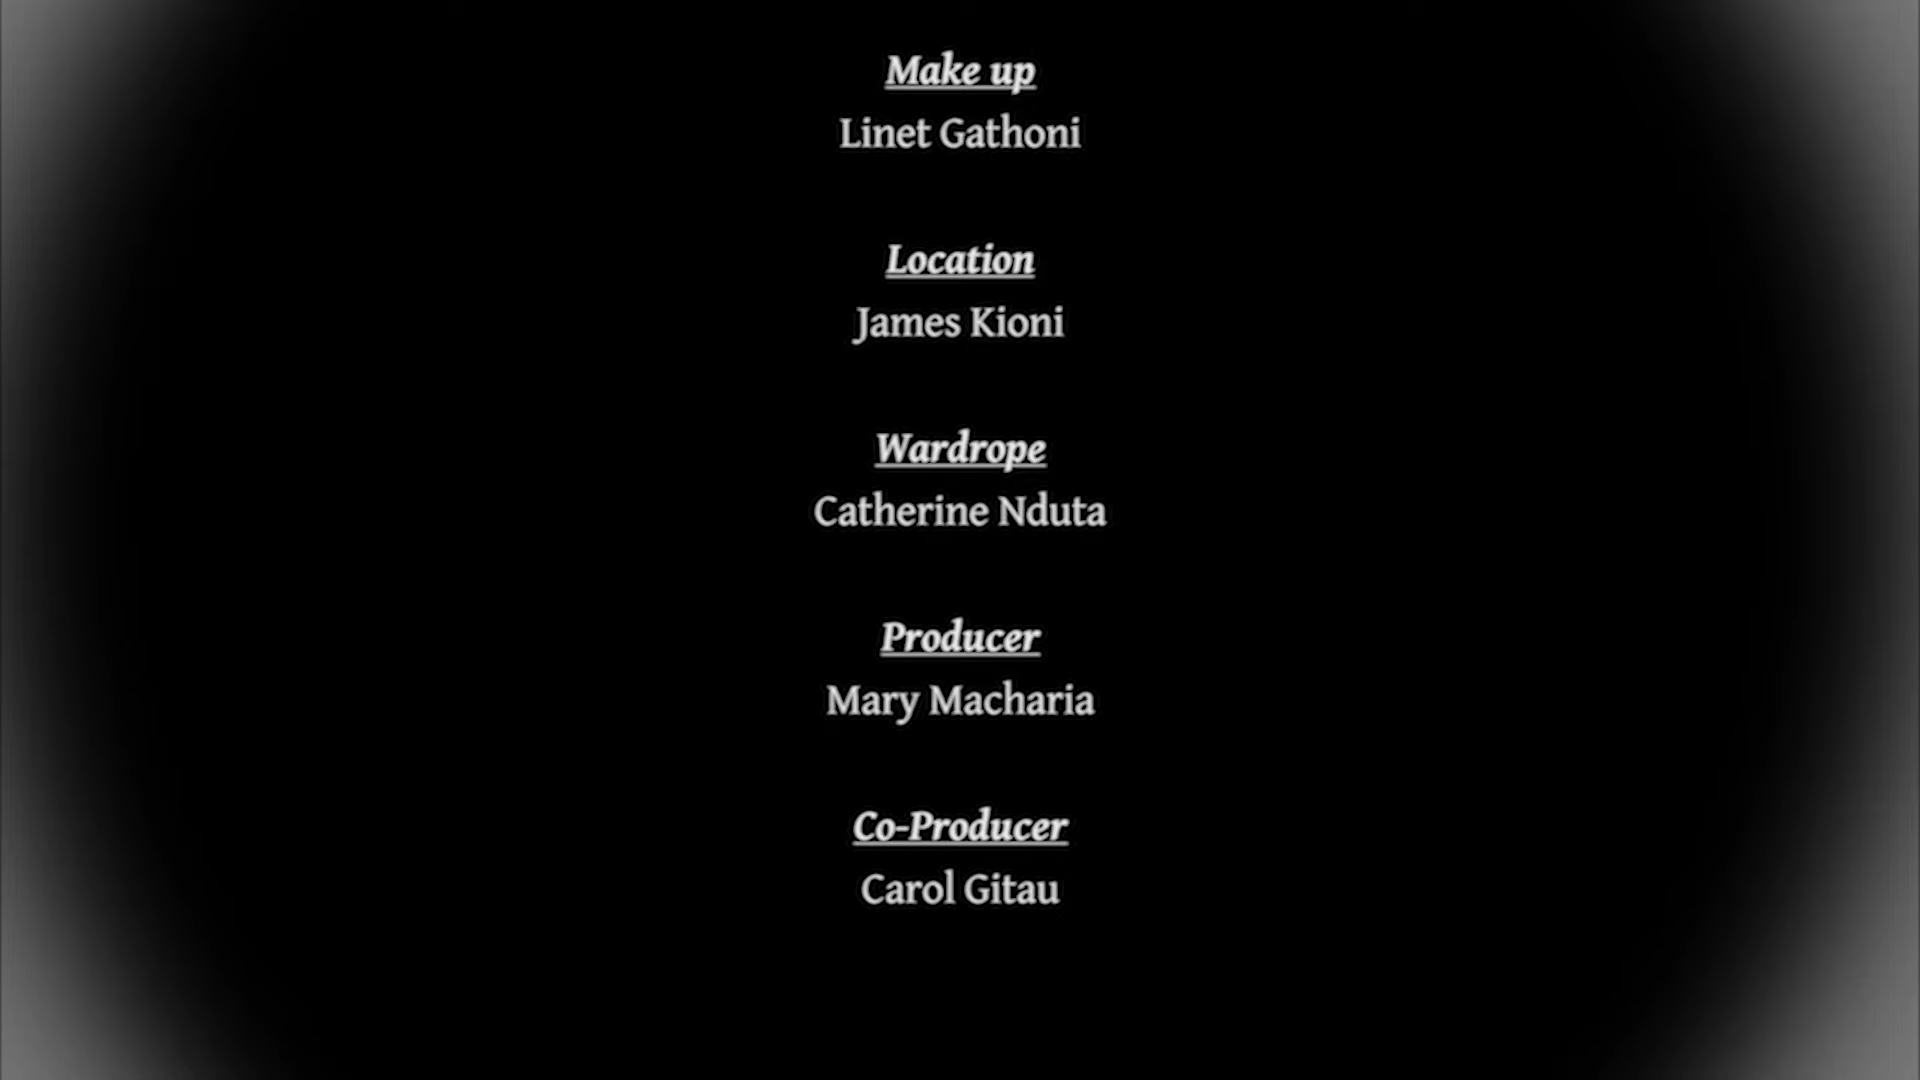 Make up
Linet Gathoni
Location
James Kioni
Wardrope
Catherine Nduta
Producer
Mary Macharia
Co-Producer
Carol Gitau